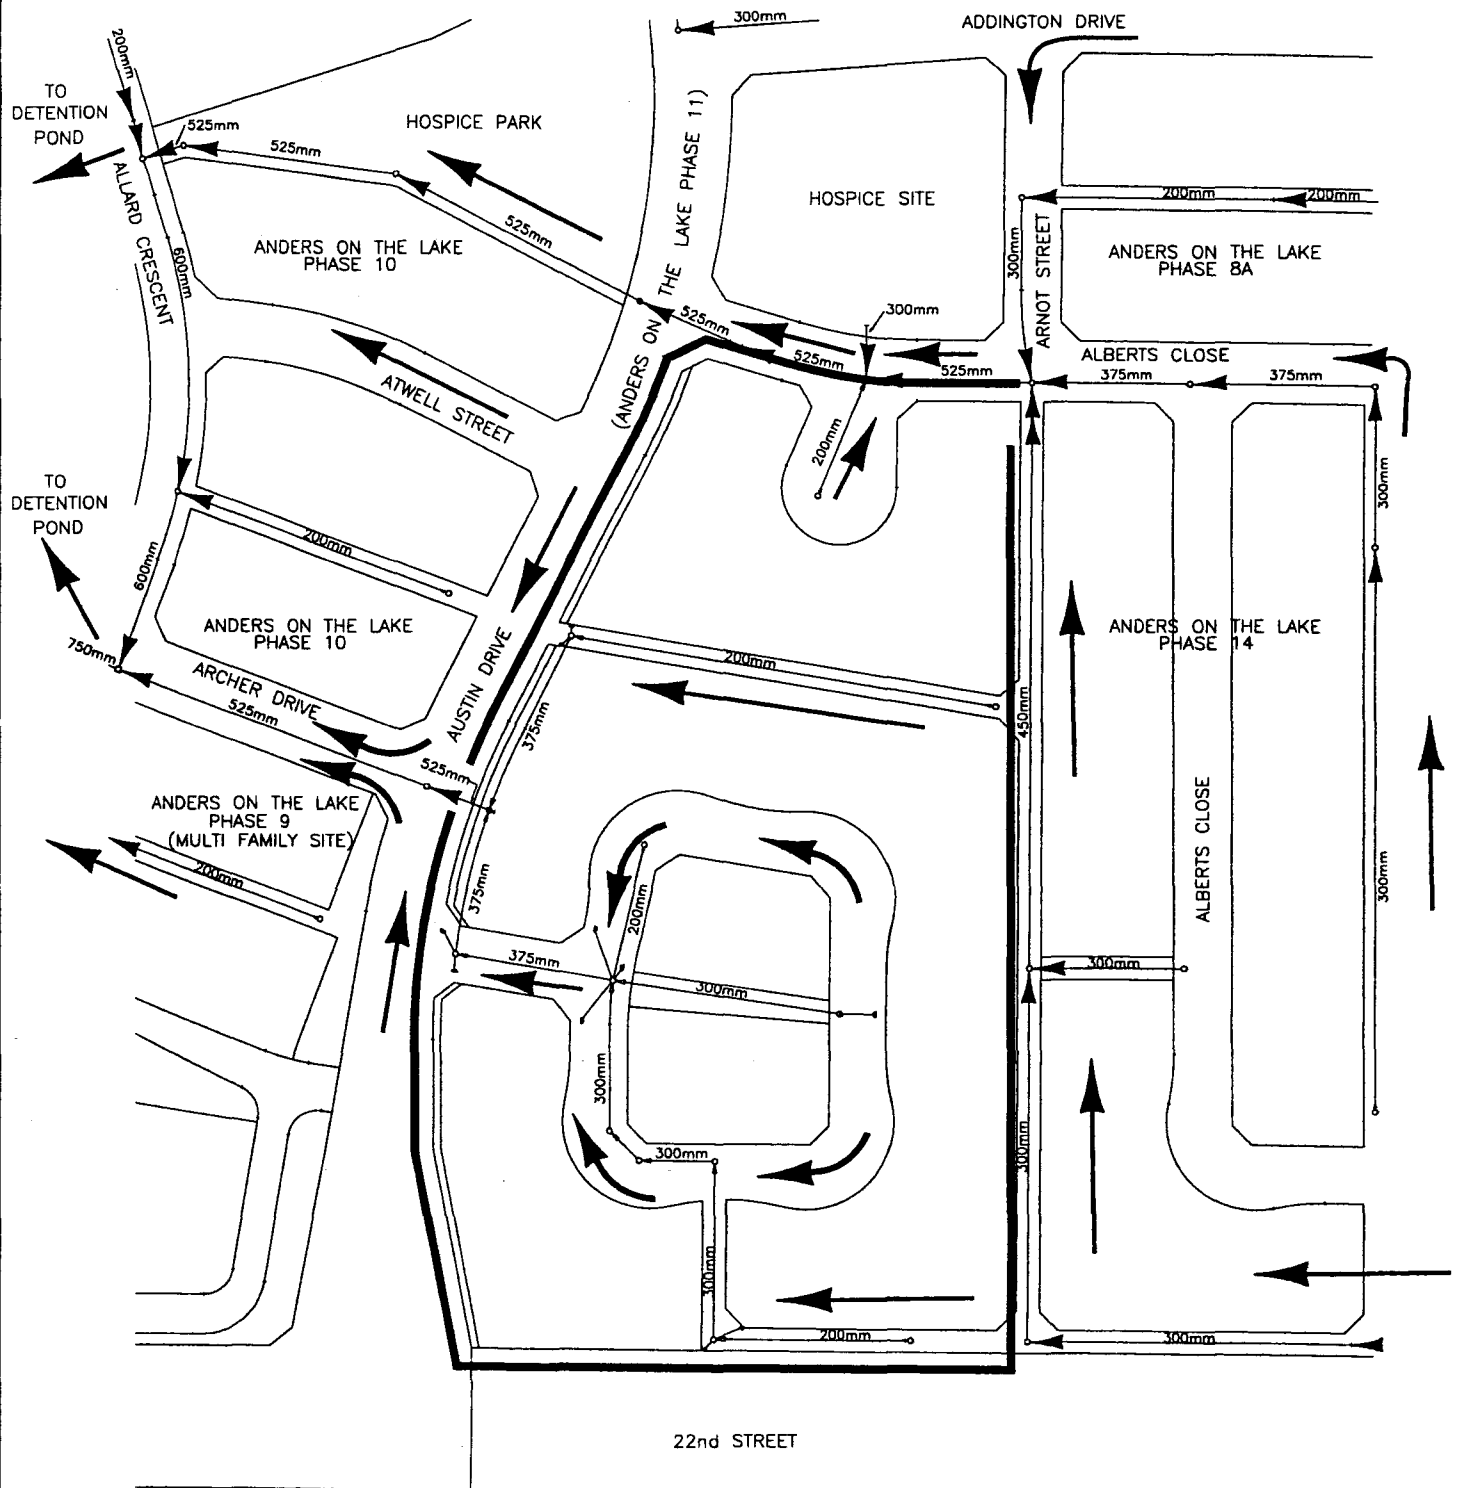 300mm
ADDINGTON DRIVE
200mm
TO
DETENTION
POND
525mm
525mm
HOSPICE PARK
ALLARD CRESCENT
525mm
600mm
ANDERS ON THE LAKE
PHASE 10
(ANDERS ON THE LAKE PHASE 11)
HOSPICE SITE
200mm
200mm
300mm
ARNOT STREET
ANDERS ON THE LAKE
PHASE 8A
525mm
300mm
525mm
525mm
ALBERTS CLOSE
375mm
375mm
ATWELL STREET
200mm
300mm
TO
DETENTION
POND
200mm
600mm
ANDERS ON THE LAKE
PHASE 10
750mm
ARCHER DRIVE
525mm
AUSTIN DRIVE
200mm
375mm
450mm
ANDERS ON THE LAKE
PHASE 14
525mm
ANDERS ON THE LAKE
PHASE 9
(MULTI FAMILY SITE)
200mm
375mm
200mm
ALBERTS CLOSE
300mm
375mm
300mm
300mm
300mm
300mm
300mm
300mm
200mm
300mm
300mm
22nd STREET